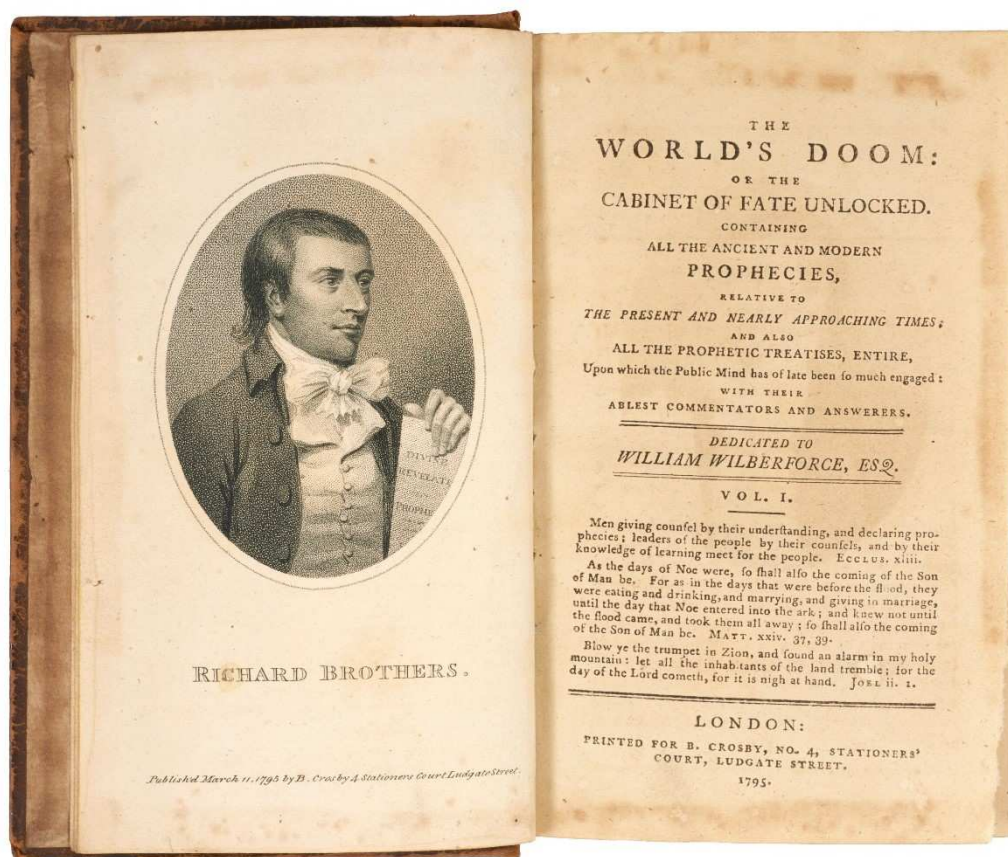 DIVINE
REVELATI
AND
PROPHE
RICHARD BROTHERS.
Publish'd March 11. 1795 by B. Crosby 4 Stationers Court Ludgate Street.
THE
WORLD'S DOOM:
OR THE
CABINET OF FATE UNLOCKED.
CONTAINING
ALL THE ANCIENT AND MODERN
PROPHECIES,
RELATIVE TO
THE PRESENT AND NEARLY APPROACHING TIMES;
AND ALSO
ALL THE PROPHETIC TREATISES, ENTIRE,
Upon which the Public Mind has of late been ſo much engaged:
WITH THEIR
ABLEST COMMENTATORS AND ANSWERERS.
DEDICATED TO
WILLIAM WILBERFORCE, ESQ.
VOL. I.
Men giving counſel by their underſtanding, and declaring pro-
phecies; leaders of the people by their counſels, and by their
knowledge of learning meet for the people. ECCLUS. xliii.
As the days of Noe were, ſo ſhall alſo the coming of the Son
of Man be. For as in the days that were before the flood, they
were eating and drinking, and marrying, and giving in marriage,
until the day that Noe entered into the ark; and knew not until
the flood came, and took them all away; ſo ſhall alſo the coming
of the Son of Man be. MATT. xxiv. 37, 39.
Blow ye the trumpet in Zion, and ſound an alarm in my holy
mountain: let all the inhabitants of the land tremble; for the
day of the Lord cometh, for it is nigh at hand. JOEL ii. 1.
LONDON:
PRINTED FOR B. CROSBY, NO. 4, STATIONERS'
COURT, LUDGATE STREET.
1795.